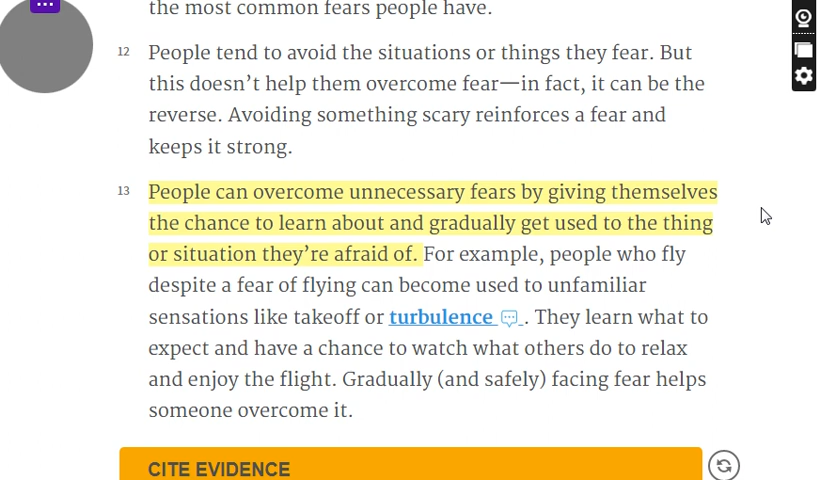 the most common fears people have.
12 People tend to avoid the situations or things they fear. But
this doesn’t help them overcome fear—in fact, it can be the
reverse. Avoiding something scary reinforces a fear and
keeps it strong.
13 People can overcome unnecessary fears by giving themselves
the chance to learn about and gradually get used to the thing
or situation they’re afraid of. For example, people who fly
despite a fear of flying can become used to unfamiliar
sensations like takeoff or turbulence . They learn what to
expect and have a chance to watch what others do to relax
and enjoy the flight. Gradually (and safely) facing fear helps
someone overcome it.
CITE EVIDENCE